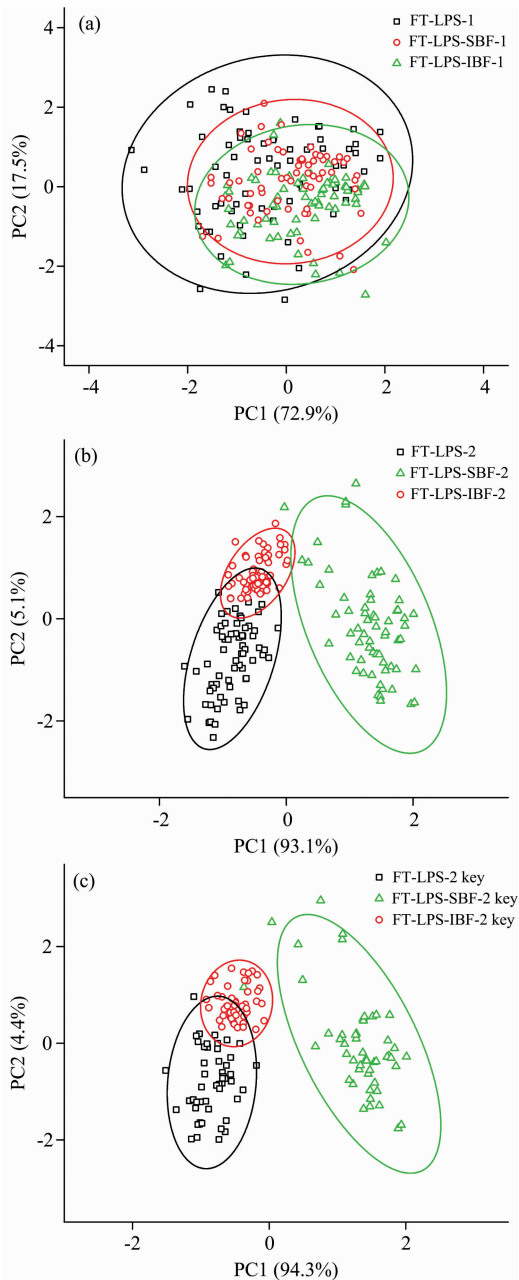 (a)
FT-LPS-1
FT-LPS-SBF-1
FT-LPS-IBF-1
4
2
0
-2
-4
PC2 (17.5%)
-4
-2
0
2
4
PC1 (72.9%)
(b)
FT-LPS-2
FT-LPS-SBF-2
FT-LPS-IBF-2
2
0
-2
PC2 (5.1%)
-2
0
2
PC1 (93.1%)
(c)
FT-LPS-2 key
FT-LPS-SBF-2 key
FT-LPS-IBF-2 key
2
0
-2
PC2 (4.4%)
-2
0
2
PC1 (94.3%)